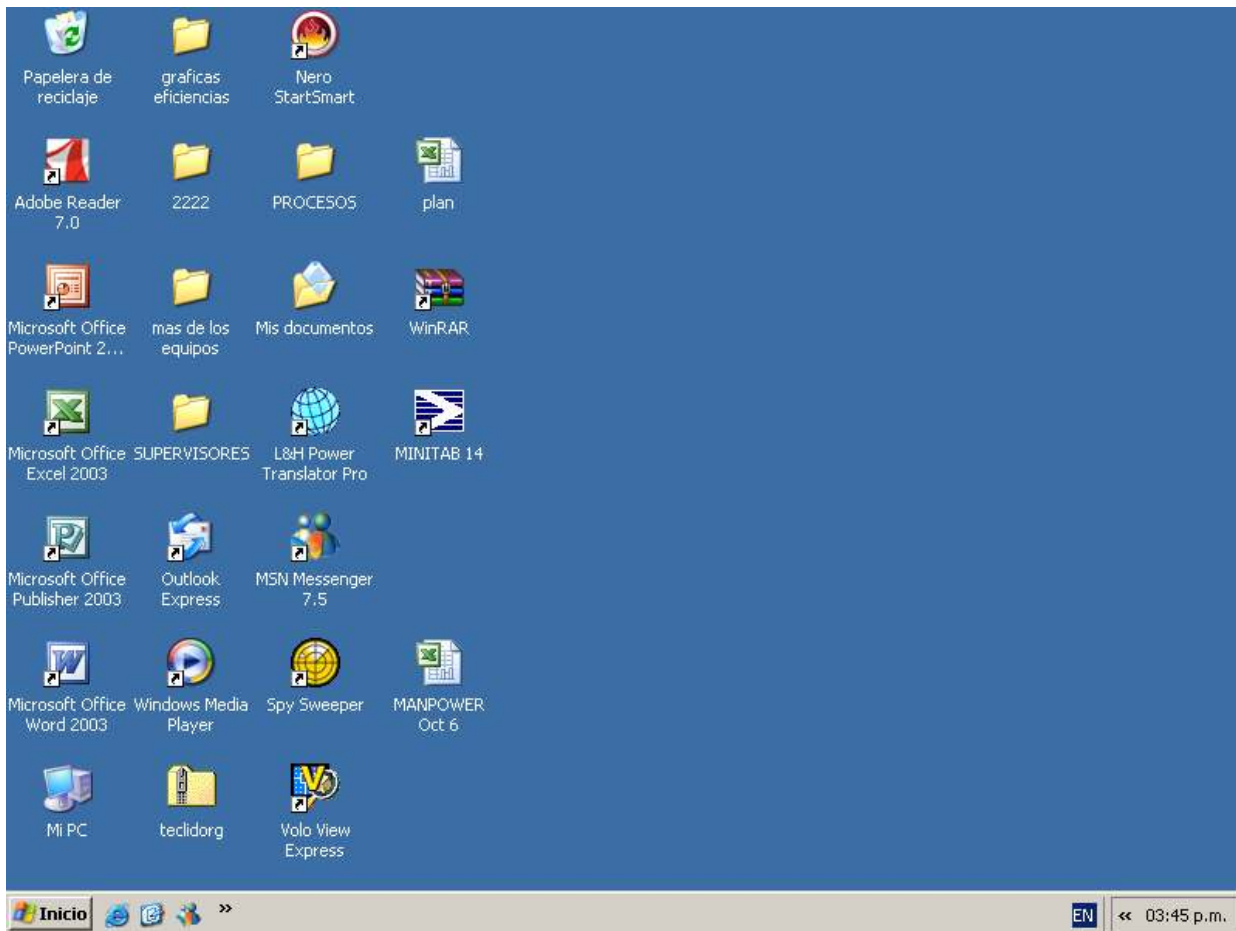 Papelera de
reciclaje
graficas
eficiencias
Nero
StartSmart
Adobe Reader
7.0
2222
PROCESOS
plan
Microsoft Office
PowerPoint 2...
mas de los
equipos
Mis documentos
WinRAR
Microsoft Office
Excel 2003
SUPERVISORES
L&H Power
Translator Pro
MINITAB 14
Microsoft Office
Publisher 2003
Outlook
Express
MSN Messenger
7.5
Microsoft Office
Word 2003
Windows Media
Player
Spy Sweeper
MANPOWER
Oct 6
Mi PC
teclidorg
Volo View
Express
Inicio
»
EN
« 03:45 p.m.